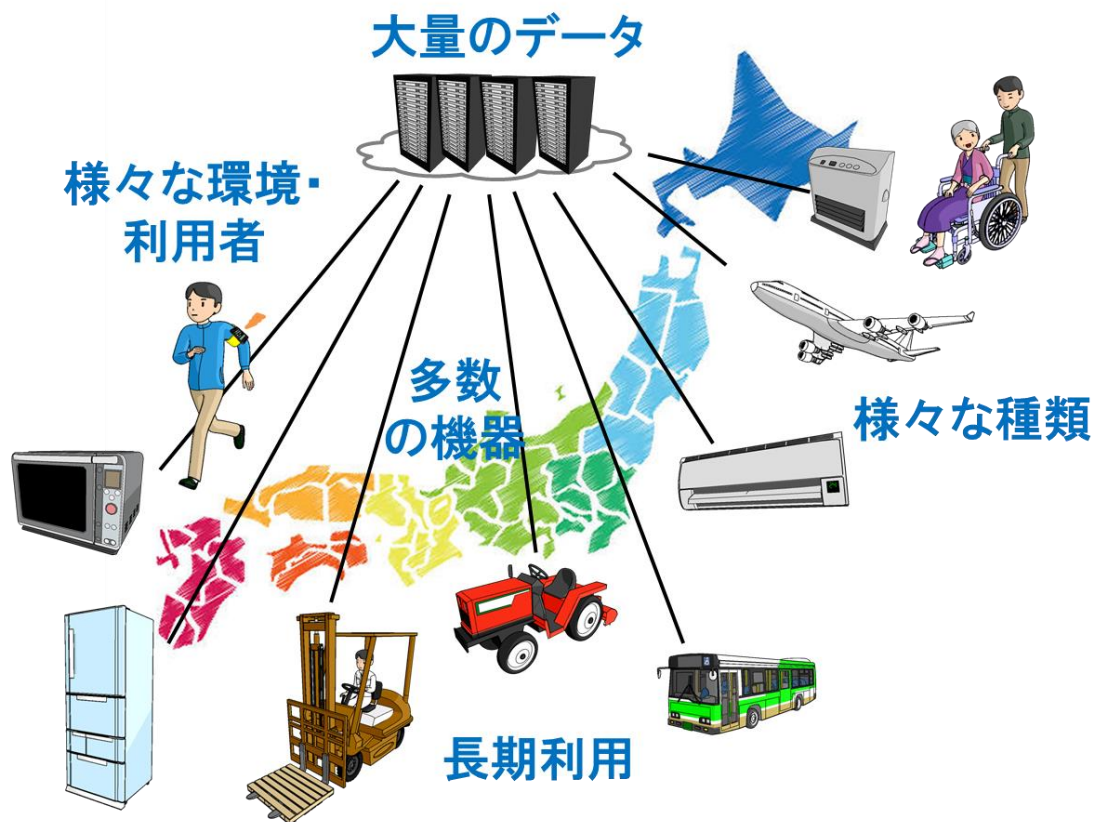 大量のデータ
様々な環境・
利用者
多数
の機器
様々な種類
長期利用